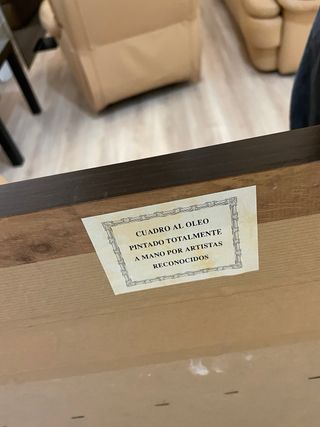 CUADRO AL OLEO
PINTADO TOTALMENTE
A MANO POR ARTISTAS
RECONOCIDOS